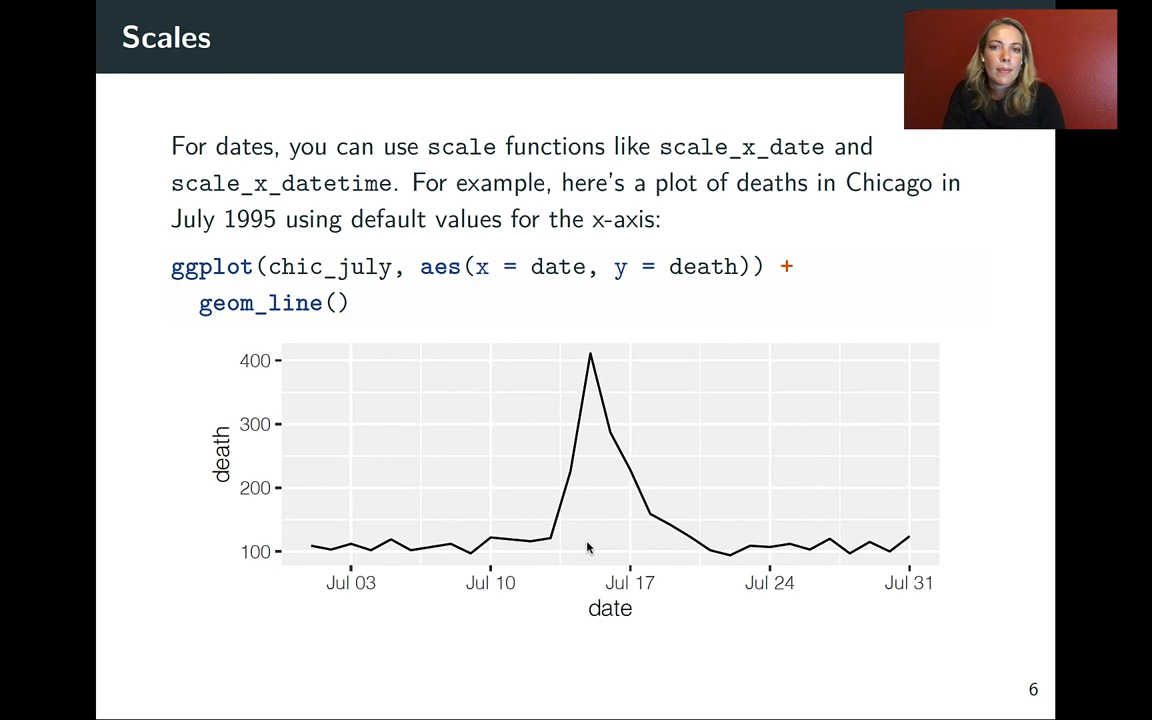 Scales
For dates, you can use scale functions like scale_x_date and
scale_x_datetime. For example, here's a plot of deaths in Chicago in
July 1995 using default values for the x-axis:
ggplot(chic_july, aes(x = date, y = death)) +
geom_line()
400
300
200
100
death
Jul 03 Jul 10 Jul 17 Jul 24 Jul 31
date
6